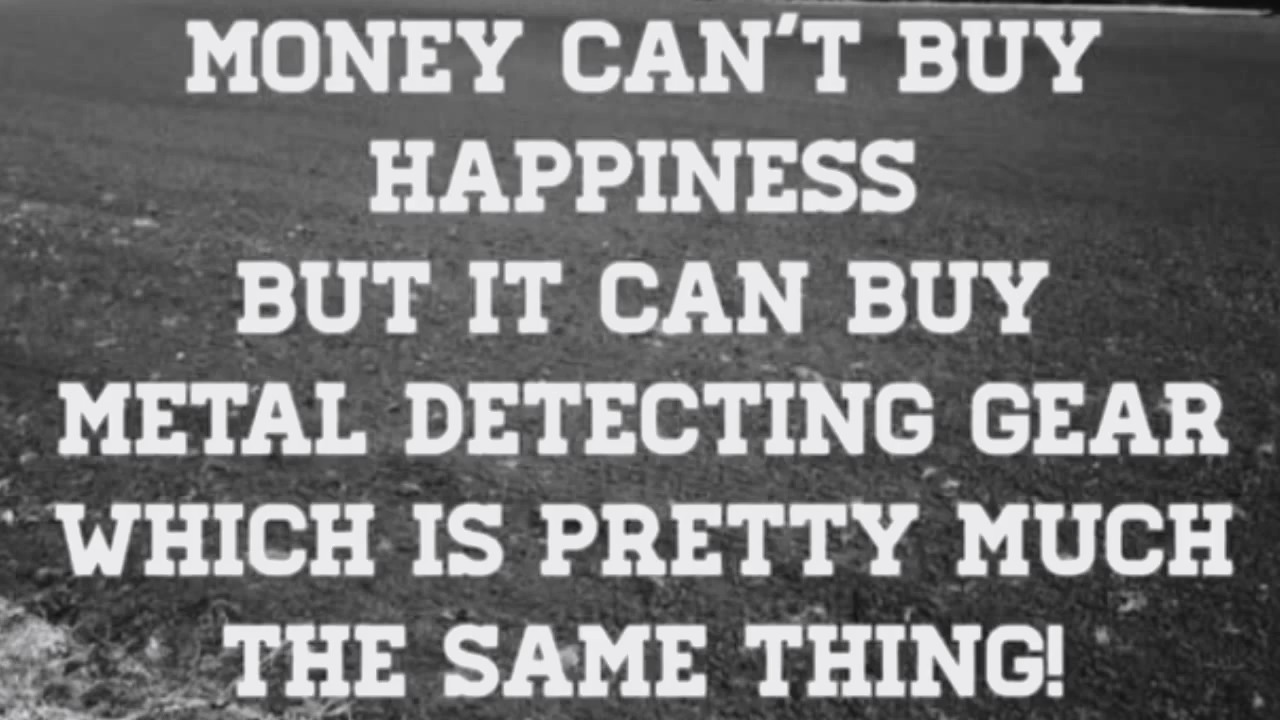 MONEY CAN'T BUY
HAPPINESS
BUT IT CAN BUY
METAL DETECTING GEAR
WHICH IS PRETTY MUCH
THE SAME THING!